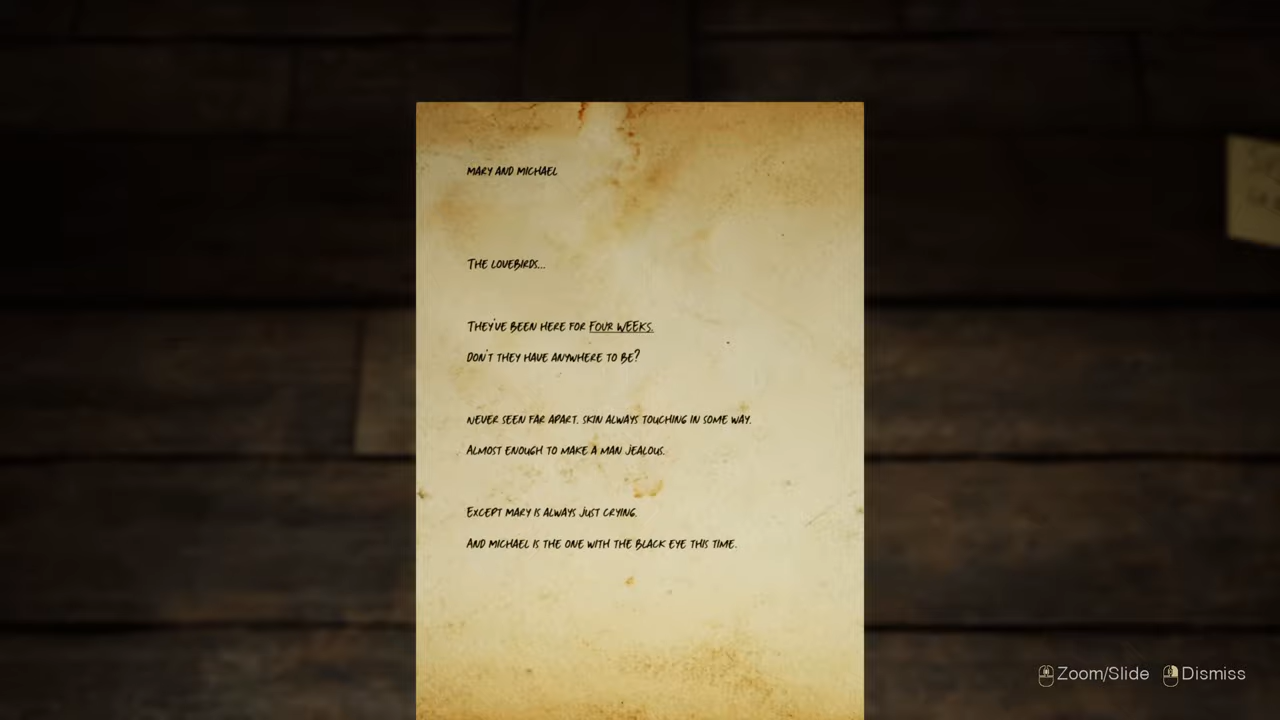 MARY AND MICHAEL
THE LOVEBIRDS...
THEY'VE BEEN HERE FOR FOUR WEEKS.
DON'T THEY HAVE ANYWHERE TO BE?
NEVER SEEN FAR APART. SKIN ALWAYS TOUCHING IN SOME WAY.
ALMOST ENOUGH TO MAKE A MAN JEALOUS.
EXCEPT MARY IS ALWAYS JUST CRYING.
AND MICHAEL IS THE ONE WITH THE BLACK EYE THIS TIME.
Zoom/Slide Dismiss